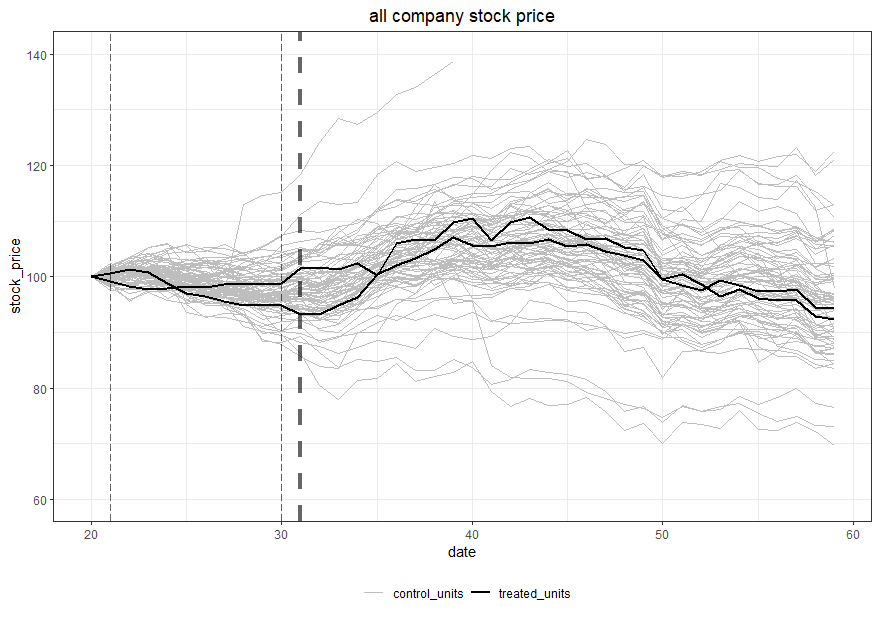 all company stock price
140
120
100
80
60
stock_price
20 30 40 50 60
date
control_units treated_units